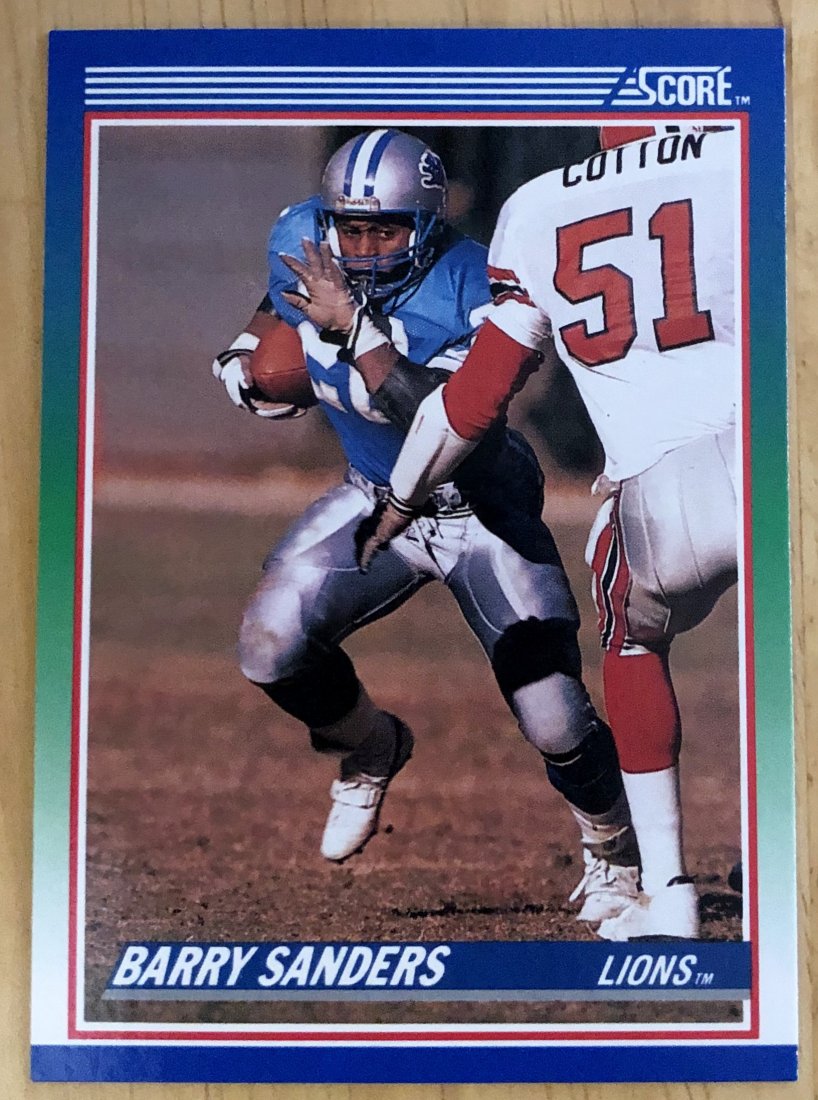 SCORE™
COTTON
51
BARRY SANDERS LIONS™